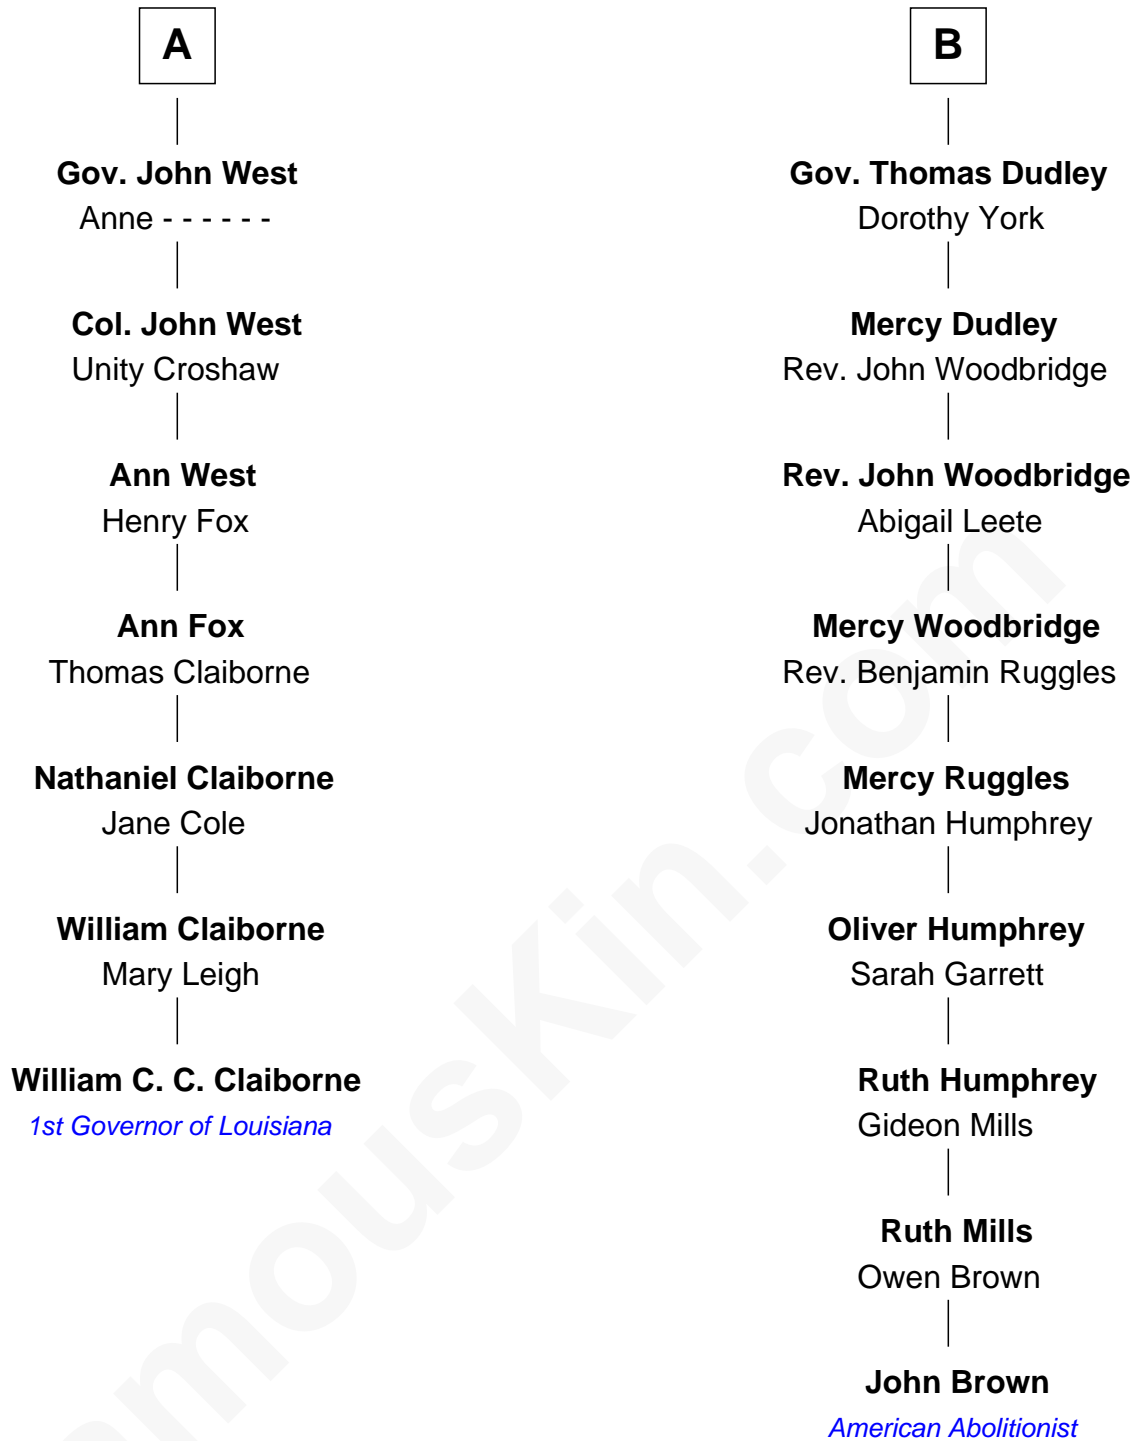 A
Gov. John West
Anne - - - - - -
Col. John West
Unity Croshaw
Ann West
Henry Fox
Ann Fox
Thomas Claiborne
Nathaniel Claiborne
Jane Cole
William Claiborne
Mary Leigh
William C. C. Claiborne
1st Governor of Louisiana
B
Gov. Thomas Dudley
Dorothy York
Mercy Dudley
Rev. John Woodbridge
Rev. John Woodbridge
Abigail Leete
Mercy Woodbridge
Rev. Benjamin Ruggles
Mercy Ruggles
Jonathan Humphrey
Oliver Humphrey
Sarah Garrett
Ruth Humphrey
Gideon Mills
Ruth Mills
Owen Brown
John Brown
American Abolitionist
amousKin.com